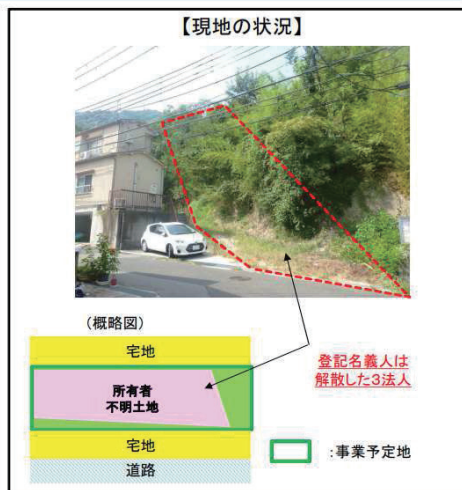 【現地の状況】
(概略図)
宅地
所有者
不明土地
宅地
道路
登記名義人は
解散した3法人
:事業予定地